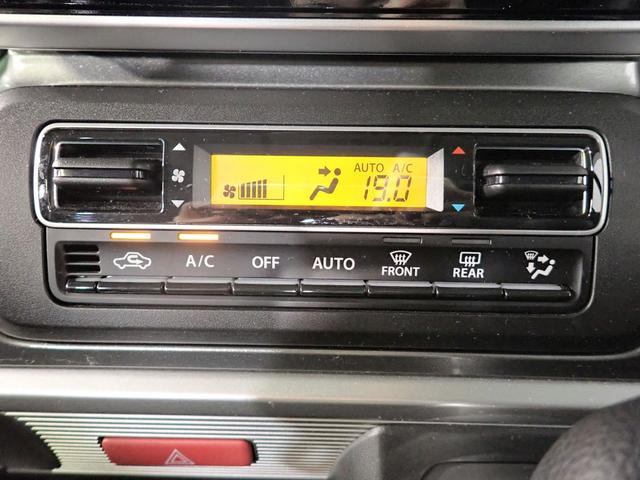 AUTO A/C
19.0
A/C OFF AUTO FRONT REAR